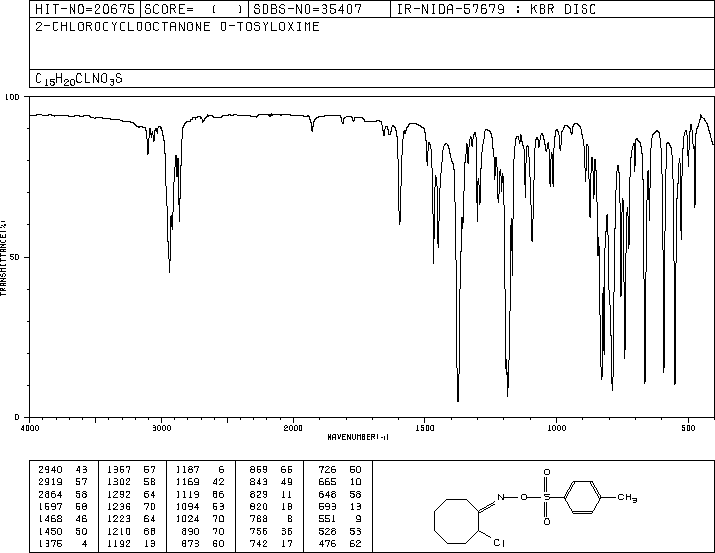 HIT-NO=20675 SCORE= ( ) SDBS-NO=35407 IR-NIDA-57679 : KBR DISC
2-CHLOROCYCLOOCTANONE O-TOSYLOXIME
C15H20CLNO3S
100
50
0
TRANSMITTANCE(%)
4000 3000 2000 1500 1000 500
WAVENUMBER(-1)
2940 43 1367 57 1187 6 869 66 726 50
2919 57 1302 58 1169 42 843 49 665 10
2864 58 1292 64 1119 86 829 11 648 58
1597 60 1236 70 1094 53 820 18 593 13
1468 46 1223 64 1024 70 788 8 551 9
1450 50 1210 68 890 70 756 36 528 53
1376 4 1192 13 873 60 742 17 476 62
O
N O S CH3
O
Cl